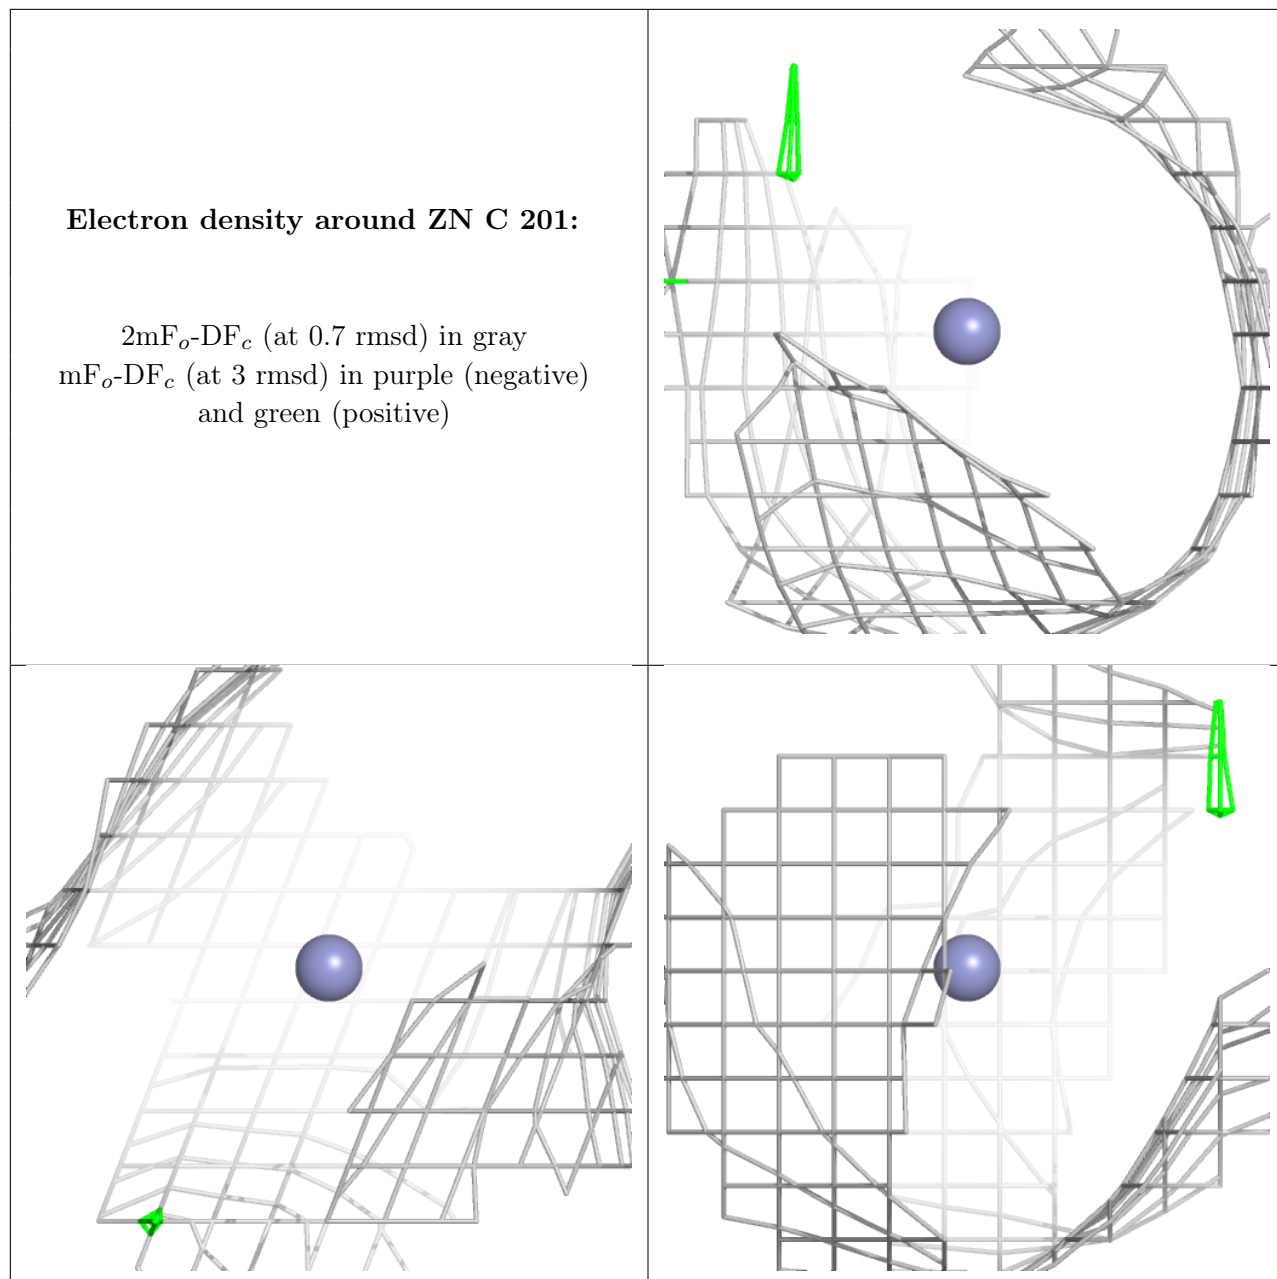 Electron density around ZN C 201:
2mFo-DFc (at 0.7 rmsd) in gray
mFo-DFc (at 3 rmsd) in purple (negative)
and green (positive)